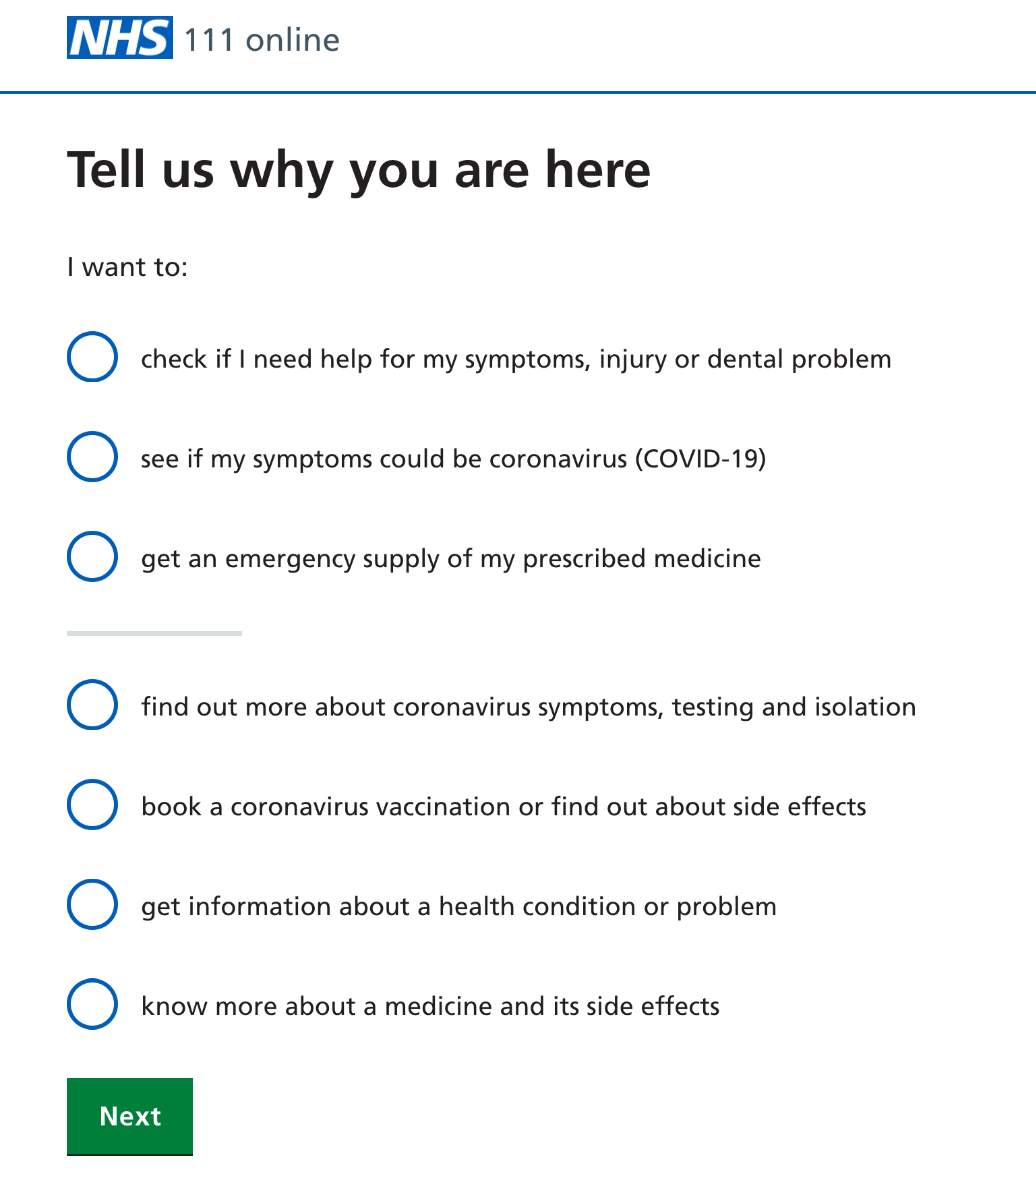 NHS 111 online
Tell us why you are here
I want to:
check if I need help for my symptoms, injury or dental problem
see if my symptoms could be coronavirus (COVID-19)
get an emergency supply of my prescribed medicine
find out more about coronavirus symptoms, testing and isolation
book a coronavirus vaccination or find out about side effects
get information about a health condition or problem
know more about a medicine and its side effects
Next